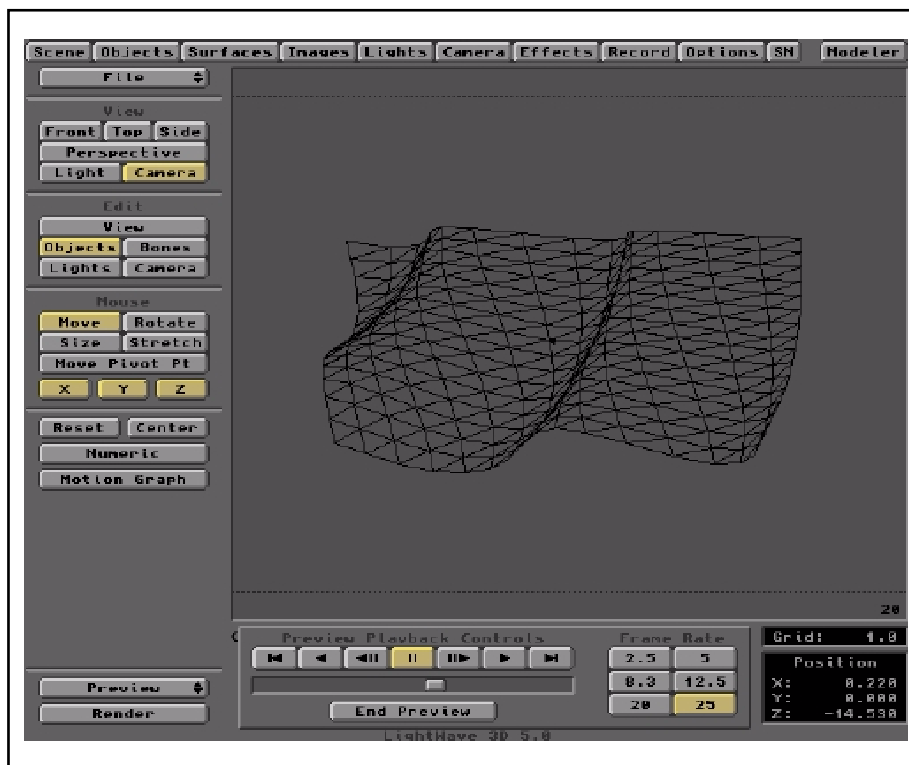 Scene Objects Surfaces Images Lights Camera Effects Record Options SN Modeler
File
View
Front Top Side
Perspective
Light Camera
Edit
View
Objects Bones
Lights Camera
Mouse
Move Rotate
Size Stretch
Move Pivot Pt
X Y Z
Reset Center
Numeric
Motion Graph
20
Preview Playback Controls
Frame Rate
2.5 5
8.3 12.5
20 25
End Preview
Grid: 1.0
Position
X: 0.220
Y: 0.000
Z: -14.530
Preview
Render
LightWave 3D 5.0